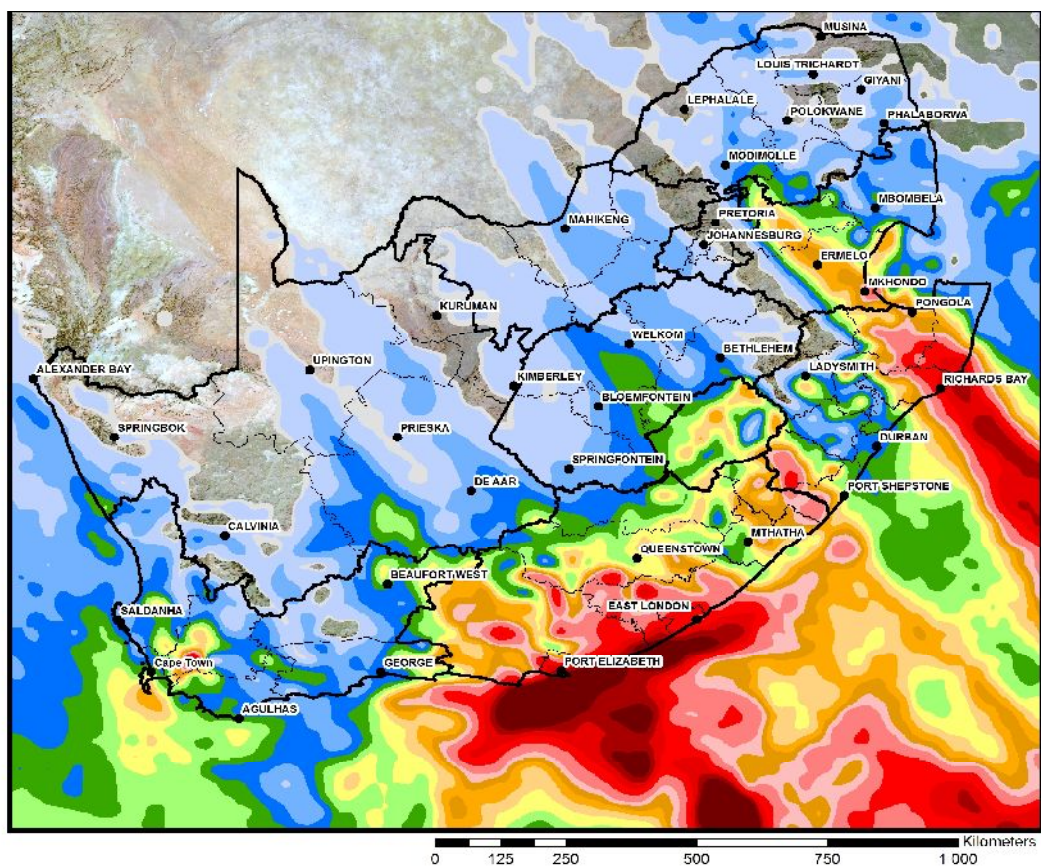 MUSINA
LOUIS TRICHARDT
GIYANI
LEPHALALE
POLOKWANE
PHALABORWA
MODIMOLLE
MBOMBELA
PRETORIA
MAHIKENG
JOHANNESBURG
ERMELO
MKHONDO
PONGOLA
KURUMAN
WELKOM
BETHLEHEM
UPINGTON
LADYSMITH
ALEXANDER BAY
KIMBERLEY
RICHARDS BAY
BLOEMFONTEIN
SPRINGBOK
PRIESKA
DURBAN
SPRINGFONTEIN
DE AAR
PORT SHEPSTONE
CALVINIA
MTHATHA
QUEENSTOWN
BEAUFORT WEST
SALDANHA
EAST LONDON
Cape Town
GEORGE
PORT ELIZABETH
AGULHAS
Kilometers
0 125 250 500 750 1 000